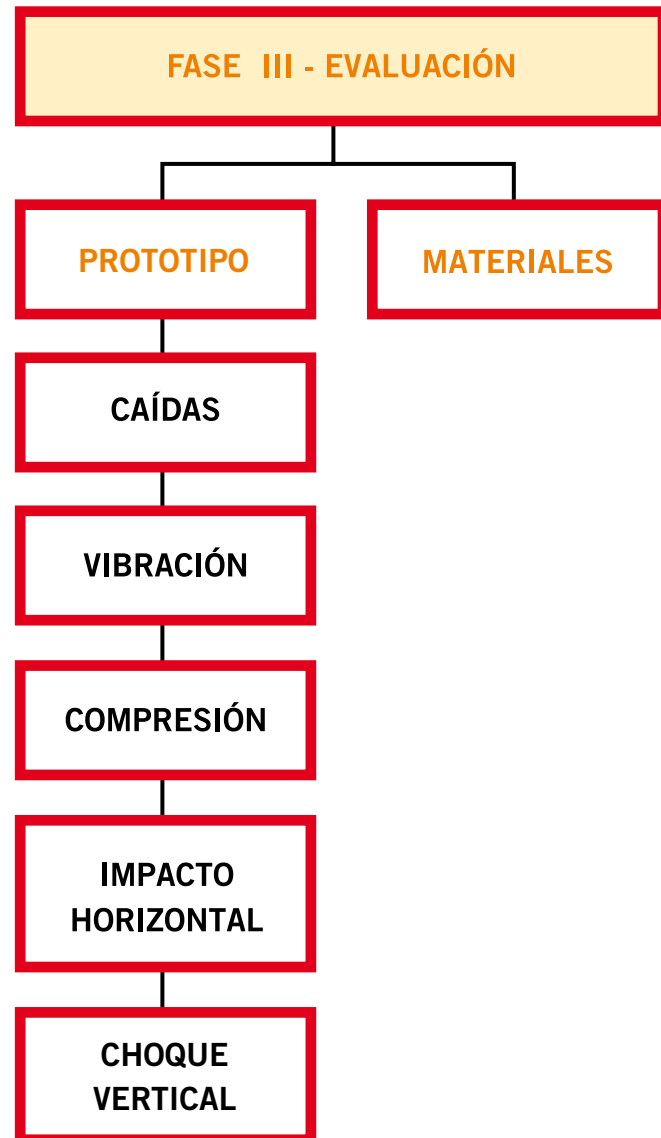 FASE III - EVALUACIÓN
PROTOTIPO
MATERIALES
CAÍDAS
VIBRACIÓN
COMPRESIÓN
IMPACTO
HORIZONTAL
CHOQUE
VERTICAL